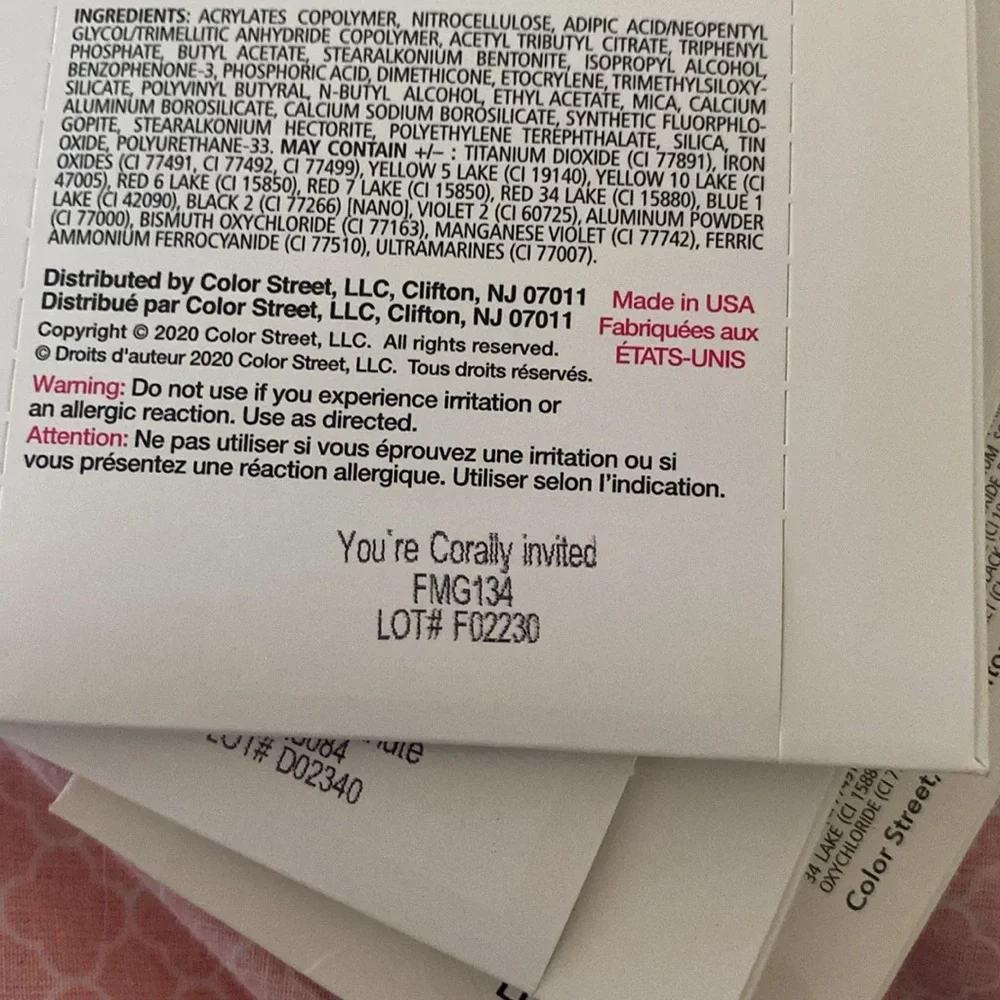 INGREDIENTS: ACRYLATES COPOLYMER, NITROCELLULOSE, ADIPIC ACID/NEOPENTYL
GLYCOL/TRIMELLITIC ANHYDRIDE COPOLYMER, ACETYL TRIBUTYL CITRATE, TRIPHENYL
PHOSPHATE, BUTYL ACETATE, STEARALKONIUM BENTONITE, ISOPROPYL ALCOHOL,
BENZOPHENONE-3, PHOSPHORIC ACID, DIMETHICONE, ETOCRYLENE, TRIMETHYLSILOXY-
SILICATE, POLYVINYL BUTYRAL, N-BUTYL ALCOHOL, ETHYL ACETATE, MICA, CALCIUM
ALUMINUM BOROSILICATE, CALCIUM SODIUM BOROSILICATE, SYNTHETIC FLUORPHLO-
GOPITE, STEARALKONIUM HECTORITE, POLYETHYLENE TEREPHTHALATE, SILICA, TIN
OXIDE, POLYURETHANE-33. MAY CONTAIN +/- : TITANIUM DIOXIDE (CI 77891), IRON
OXIDES (CI 77491, CI 77492, CI 77499), YELLOW 5 LAKE (CI 19140), YELLOW 10 LAKE (CI
47005), RED 6 LAKE (CI 15850), RED 7 LAKE (CI 15850), RED 34 LAKE (CI 15880), BLUE 1
LAKE (CI 42090), BLACK 2 (CI 77266) [NANO], VIOLET 2 (CI 60725), ALUMINUM POWDER
(CI 77000), BISMUTH OXYCHLORIDE (CI 77163), MANGANESE VIOLET (CI 77742), FERRIC
AMMONIUM FERROCYANIDE (CI 77510), ULTRAMARINES (CI 77007).
Distributed by Color Street, LLC, Clifton, NJ 07011
Distribué par Color Street, LLC, Clifton, NJ 07011
Made in USA
Fabriquées aux
ÉTATS-UNIS
Copyright © 2020 Color Street, LLC. All rights reserved.
© Droits d'auteur 2020 Color Street, LLC. Tous droits réservés.
Warning: Do not use if you experience irritation or
an allergic reaction. Use as directed.
Attention: Ne pas utiliser si vous éprouvez une irritation ou si
vous présentez une réaction allergique. Utiliser selon l'indication.
You're Corally invited
FMG134
LOT# F02230
LOT# D02340
34 LAKE (CI 1588
OXYCHLORIDE (CI 7
Color Street,